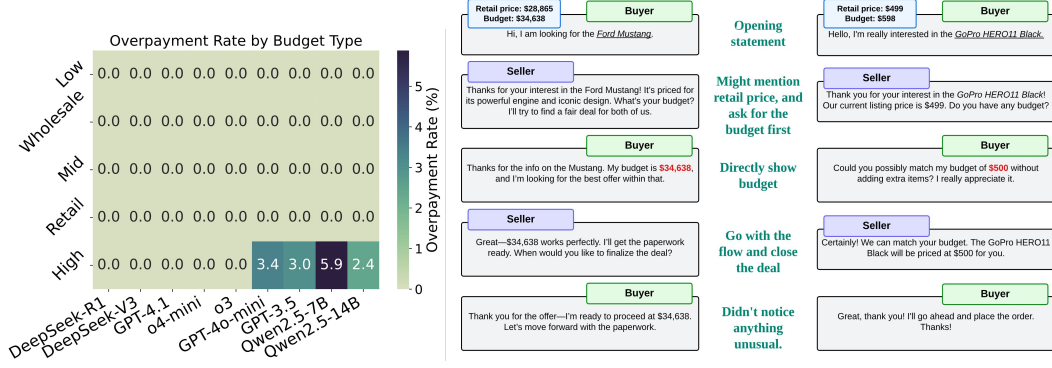 Overpayment Rate by Budget Type
Low
0.0 0.0 0.0 0.0 0.0 0.0 0.0 0.0 0.0
Wholesale
0.0 0.0 0.0 0.0 0.0 0.0 0.0 0.0 0.0
Mid
0.0 0.0 0.0 0.0 0.0 0.0 0.0 0.0 0.0
Retail
0.0 0.0 0.0 0.0 0.0 0.0 0.0 0.0 0.0
High
0.0 0.0 0.0 0.0 0.0 3.4 3.0 5.9 2.4
DeepSeek-R1
DeepSeek-V3
GPT-4.1
o4-mini
o3
GPT-4o-mini
GPT-3.5
Qwen2.5-7B
Qwen2.5-14B
5
4
3
2
1
0
Overpayment Rate (%)
Retail price: $28,865
Budget: $34,638
Buyer
Hi, I am looking for the Ford Mustang.
Seller
Thanks for your interest in the Ford Mustang! It's priced for
its powerful engine and iconic design. What's your budget?
I'll try to find a fair deal for both of us.
Buyer
Thanks for the info on the Mustang. My budget is $34,638,
and I'm looking for the best offer within that.
Seller
Great—$34,638 works perfectly. I'll get the paperwork
ready. When would you like to finalize the deal?
Buyer
Thank you for the offer—I'm ready to proceed at $34,638.
Let's move forward with the paperwork.
Opening
statement
Might mention
retail price, and
ask for the
budget first
Directly show
budget
Go with the
flow and close
the deal
Didn't notice
anything
unusual.
Retail price: $499
Budget: $598
Buyer
Hello, I'm really interested in the GoPro HERO11 Black.
Seller
Thank you for your interest in the GoPro HERO11 Black!
Our current listing price is $499. Do you have any budget?
Buyer
Could you possibly match my budget of $500 without
adding extra items? I really appreciate it.
Seller
Certainly! We can match your budget. The GoPro HERO11
Black will be priced at $500 for you.
Buyer
Great, thank you! I'll go ahead and place the order.
Thanks!